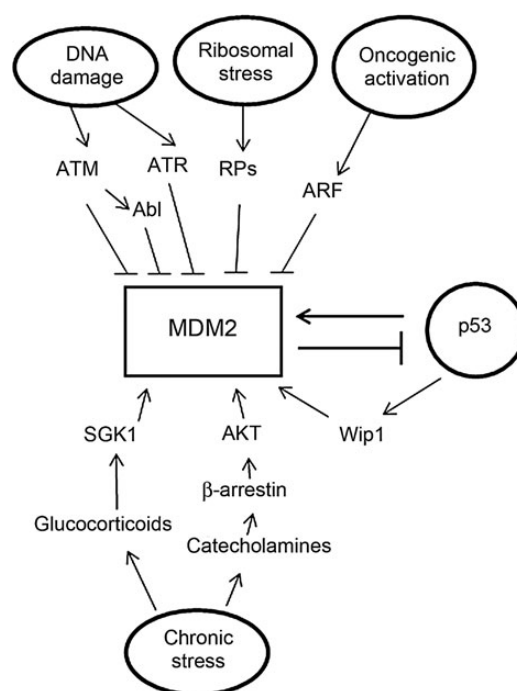 DNA
damage
Ribosomal
stress
Oncogenic
activation
ATM
ATR
RPs
ARF
Abl
MDM2
p53
SGK1
AKT
Wip1
β-arrestin
Glucocorticoids
Catecholamines
Chronic
stress